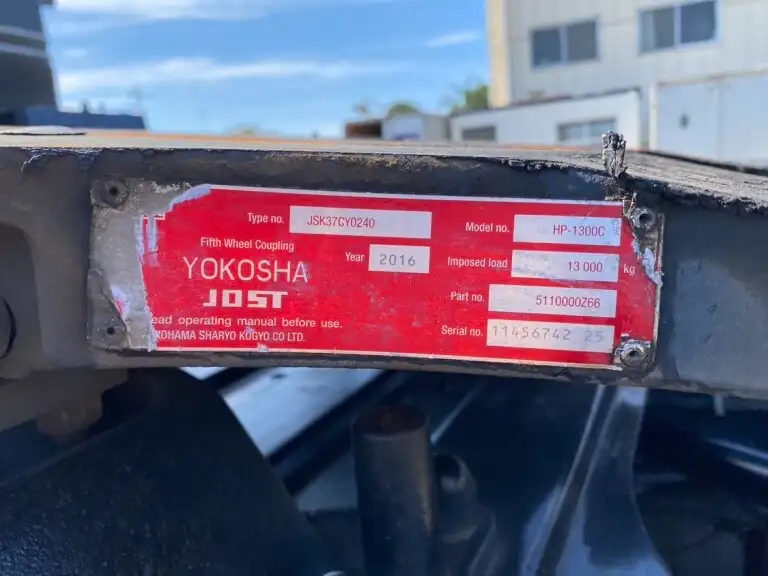 Type no. JSK37CY0240
Model no. HP-1300C
Fifth Wheel Coupling
Year 2016
Imposed load 13 000 kg
YOKOSHA
JOST
Part no. 5110000Z66
ead operating manual before use.
Serial no. 11456742 25
KOHAMA SHARYO KOGYO CO LTD.